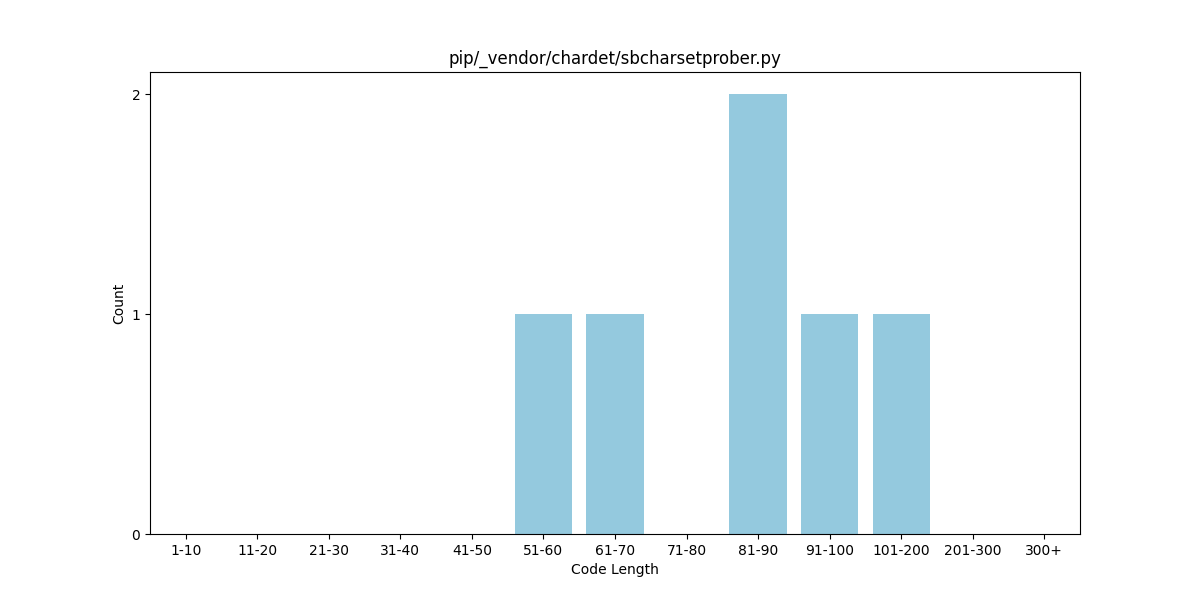 pip/_vendor/chardet/sbcharsetprober.py
2
1
0
Count
1-10 11-20 21-30 31-40 41-50 51-60 61-70 71-80 81-90 91-100 101-200 201-300 300+
Code Length